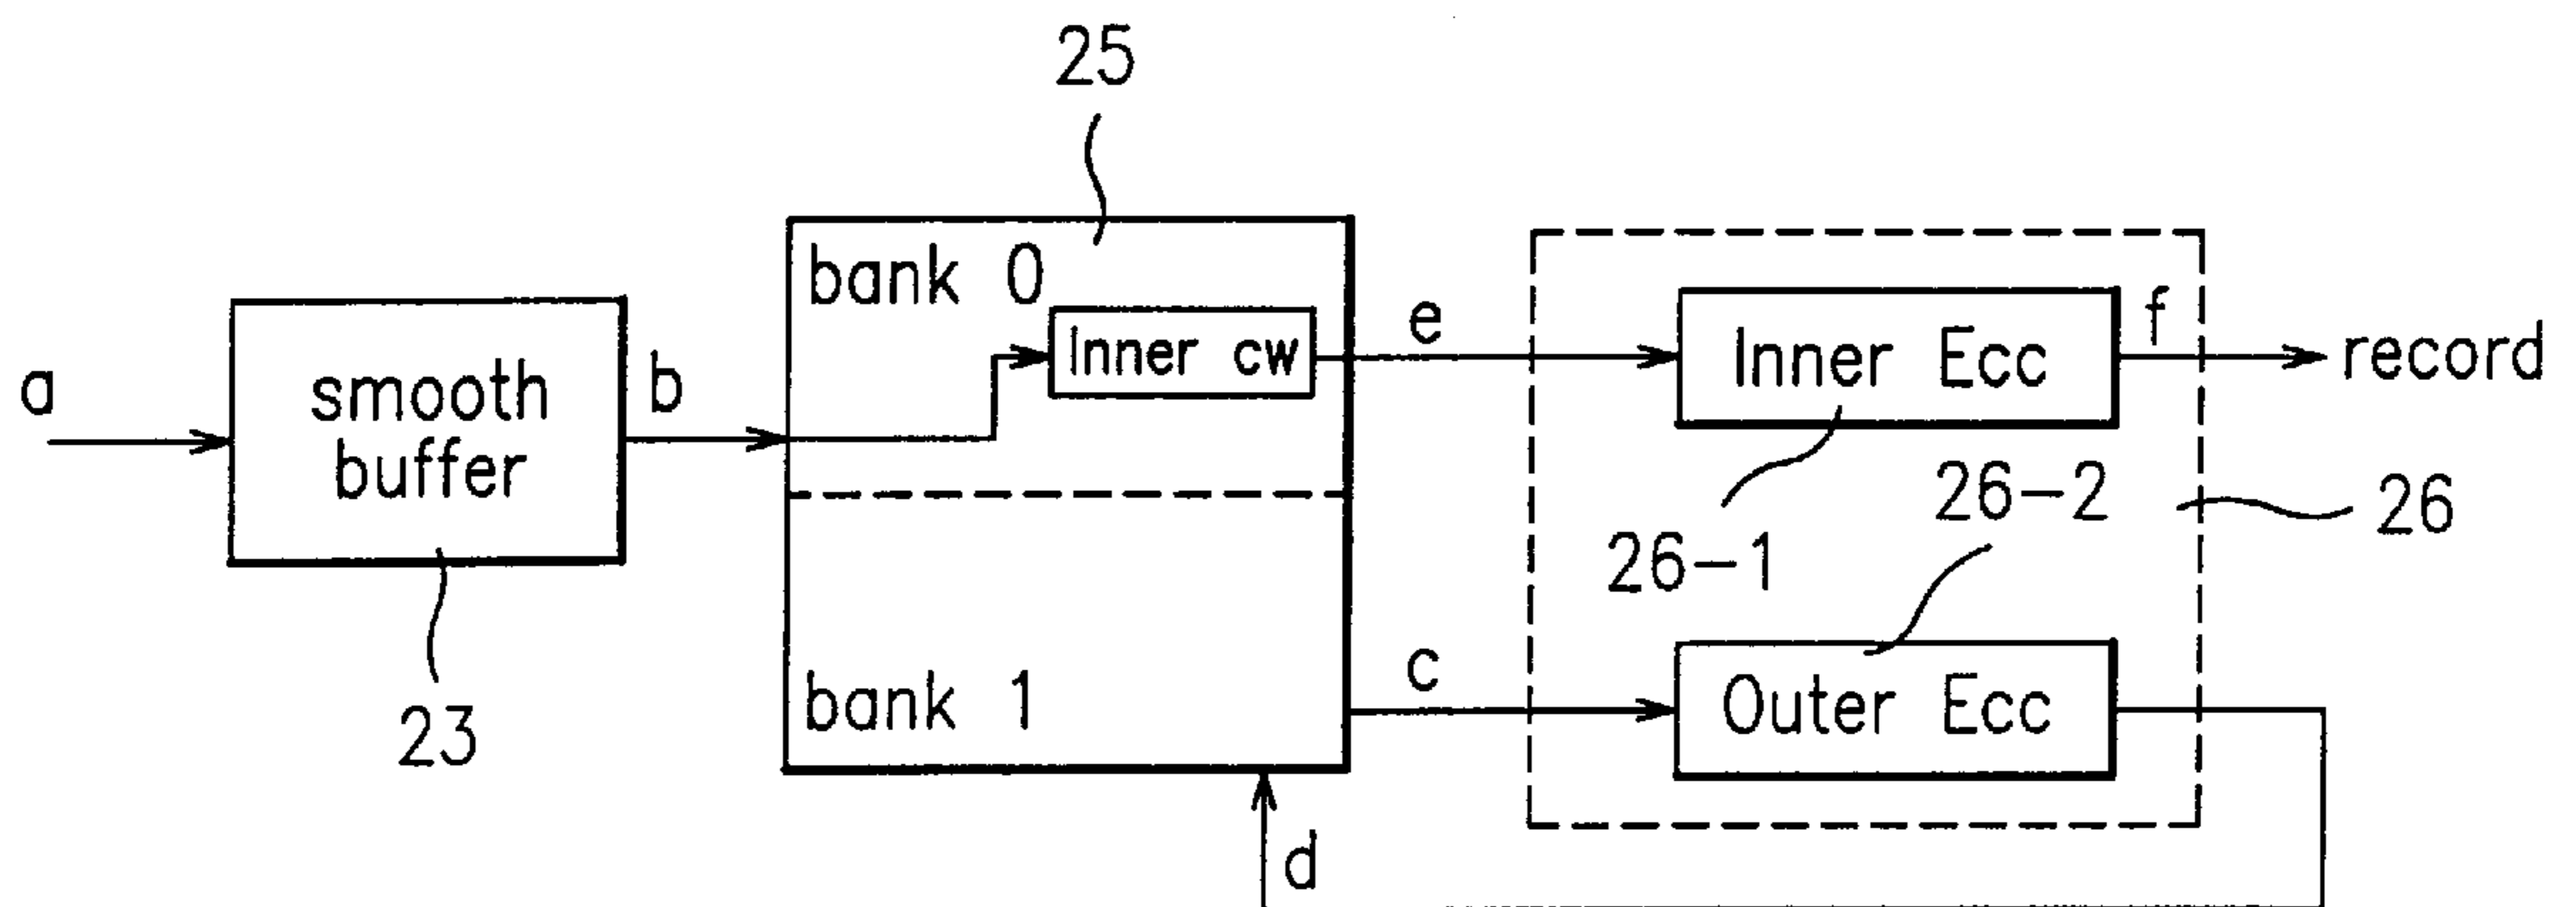 25
bank 0
Inner cw
e
Inner Ecc
f
record
a
smooth
buffer
b
26-2
26
26-1
bank 1
c
Outer Ecc
23
d